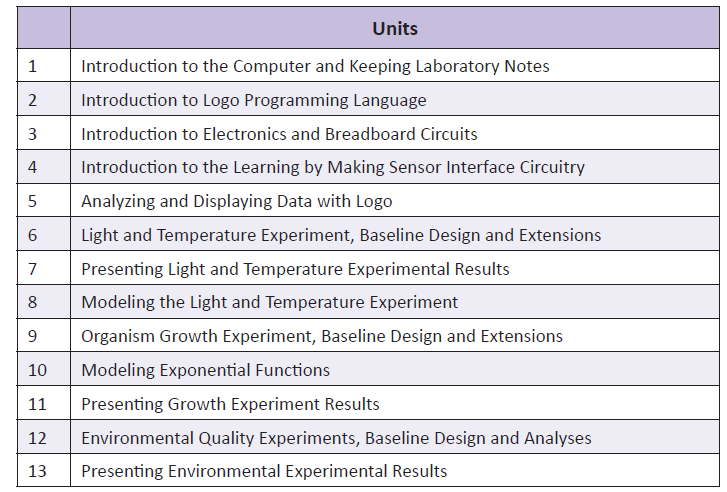 Units
1 Introduction to the Computer and Keeping Laboratory Notes
2 Introduction to Logo Programming Language
3 Introduction to Electronics and Breadboard Circuits
4 Introduction to the Learning by Making Sensor Interface Circuitry
5 Analyzing and Displaying Data with Logo
6 Light and Temperature Experiment, Baseline Design and Extensions
7 Presenting Light and Temperature Experimental Results
8 Modeling the Light and Temperature Experiment
9 Organism Growth Experiment, Baseline Design and Extensions
10 Modeling Exponential Functions
11 Presenting Growth Experiment Results
12 Environmental Quality Experiments, Baseline Design and Analyses
13 Presenting Environmental Experimental Results